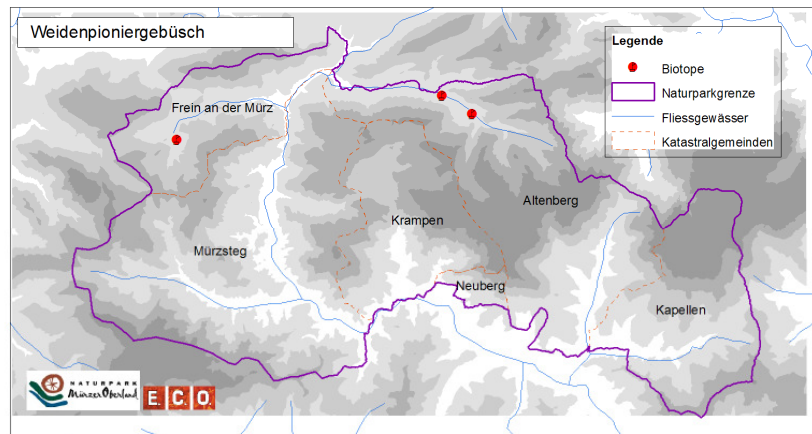 Weidenpioniergebüsch
Legende
Biotope
Naturparkgrenze
Fliessgewässer
Katastralgemeinden
Frein an der Mürz
Altenberg
Krampen
Mürzsteg
Neuberg
Kapellen
NATURPARK
Mürzer Oberland
E.C.O.